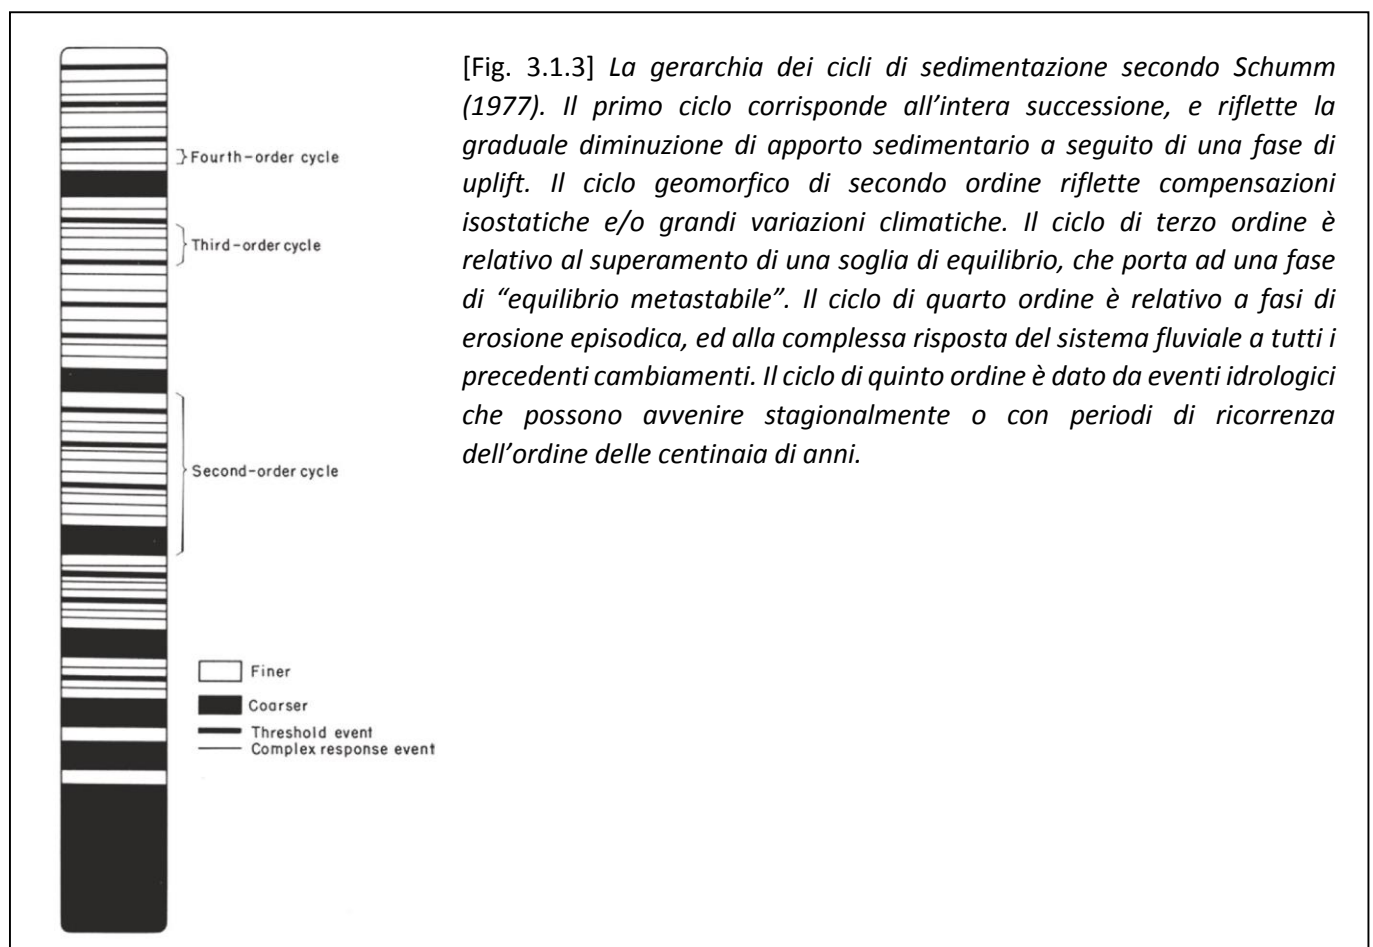 [Fig. 3.1.3] La gerarchia dei cicli di sedimentazione secondo Schumm
(1977). Il primo ciclo corrisponde all’intera successione, e riflette la
graduale diminuzione di apporto sedimentario a seguito di una fase di
uplift. Il ciclo geomorfico di secondo ordine riflette compensazioni
isostatiche e/o grandi variazioni climatiche. Il ciclo di terzo ordine è
relativo al superamento di una soglia di equilibrio, che porta ad una fase
di “equilibrio metastabile”. Il ciclo di quarto ordine è relativo a fasi di
erosione episodica, ed alla complessa risposta del sistema fluviale a tutti i
precedenti cambiamenti. Il ciclo di quinto ordine è dato da eventi idrologici
che possono avvenire stagionalmente o con periodi di ricorrenza
dell’ordine delle centinaia di anni.
Fourth-order cycle
Third-order cycle
Second-order cycle
Finer
Coarser
Threshold event
Complex response event